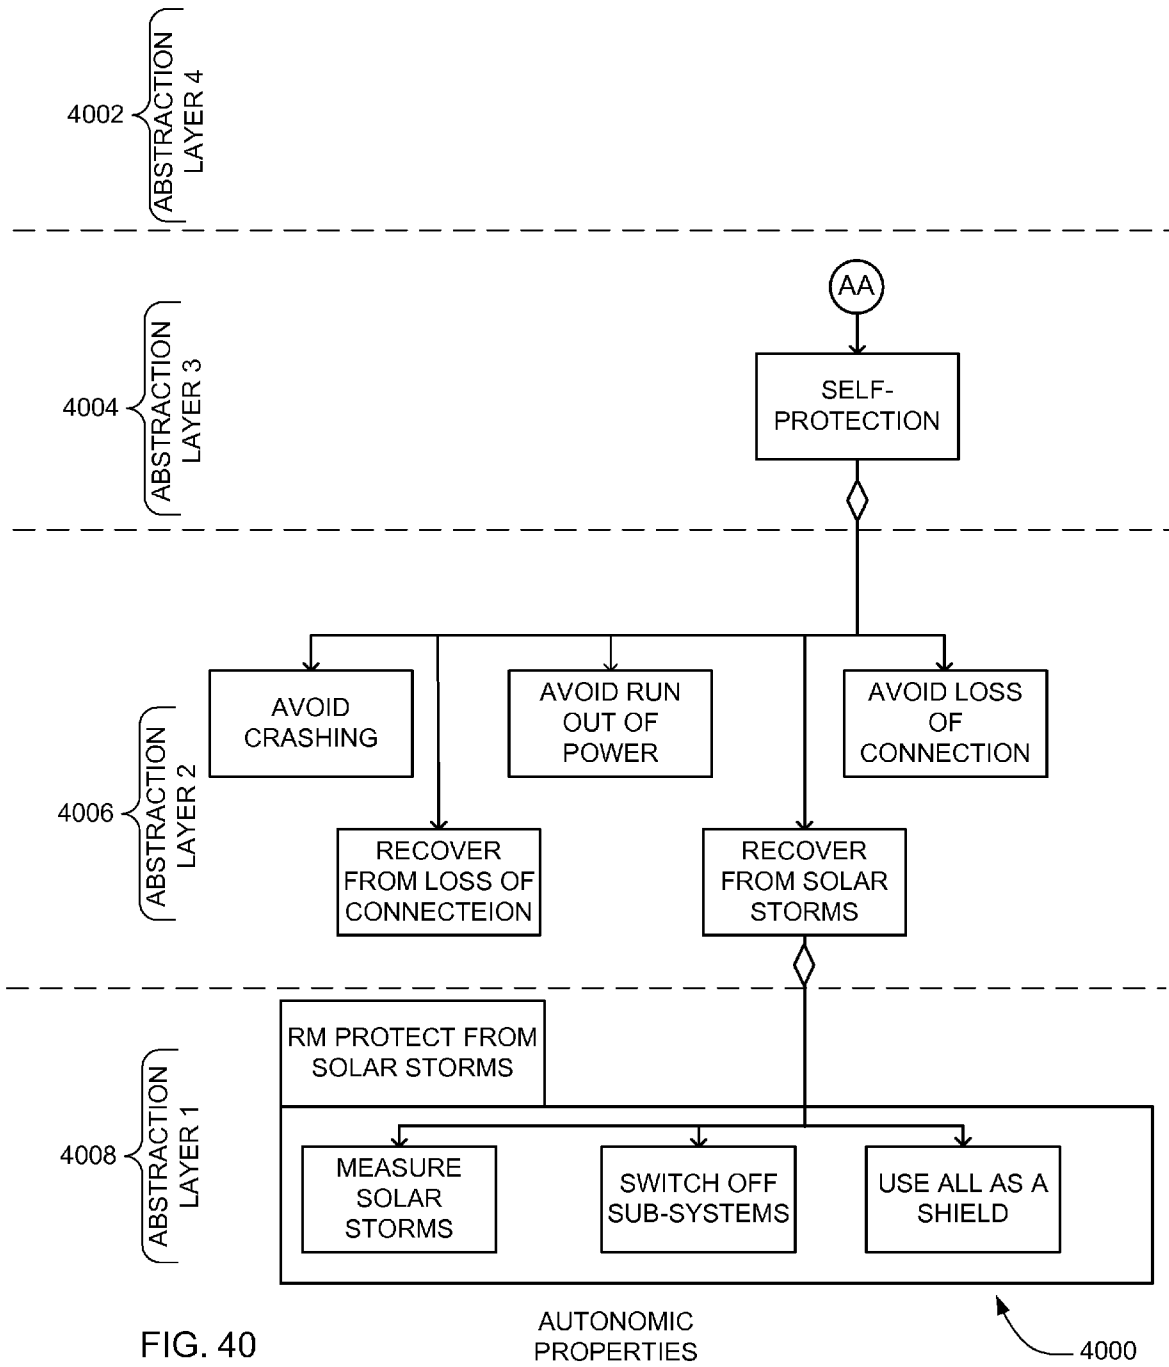 4002
ABSTRACTION
LAYER 4
AA
4004
ABSTRACTION
LAYER 3
SELF-
PROTECTION
AVOID
CRASHING
AVOID RUN
OUT OF
POWER
AVOID LOSS
OF
CONNECTION
4006
ABSTRACTION
LAYER 2
RECOVER
FROM LOSS OF
CONNECTEION
RECOVER
FROM SOLAR
STORMS
RM PROTECT FROM
SOLAR STORMS
4008
ABSTRACTION
LAYER 1
MEASURE
SOLAR
STORMS
SWITCH OFF
SUB-SYSTEMS
USE ALL AS A
SHIELD
FIG. 40
AUTONOMIC
PROPERTIES
4000